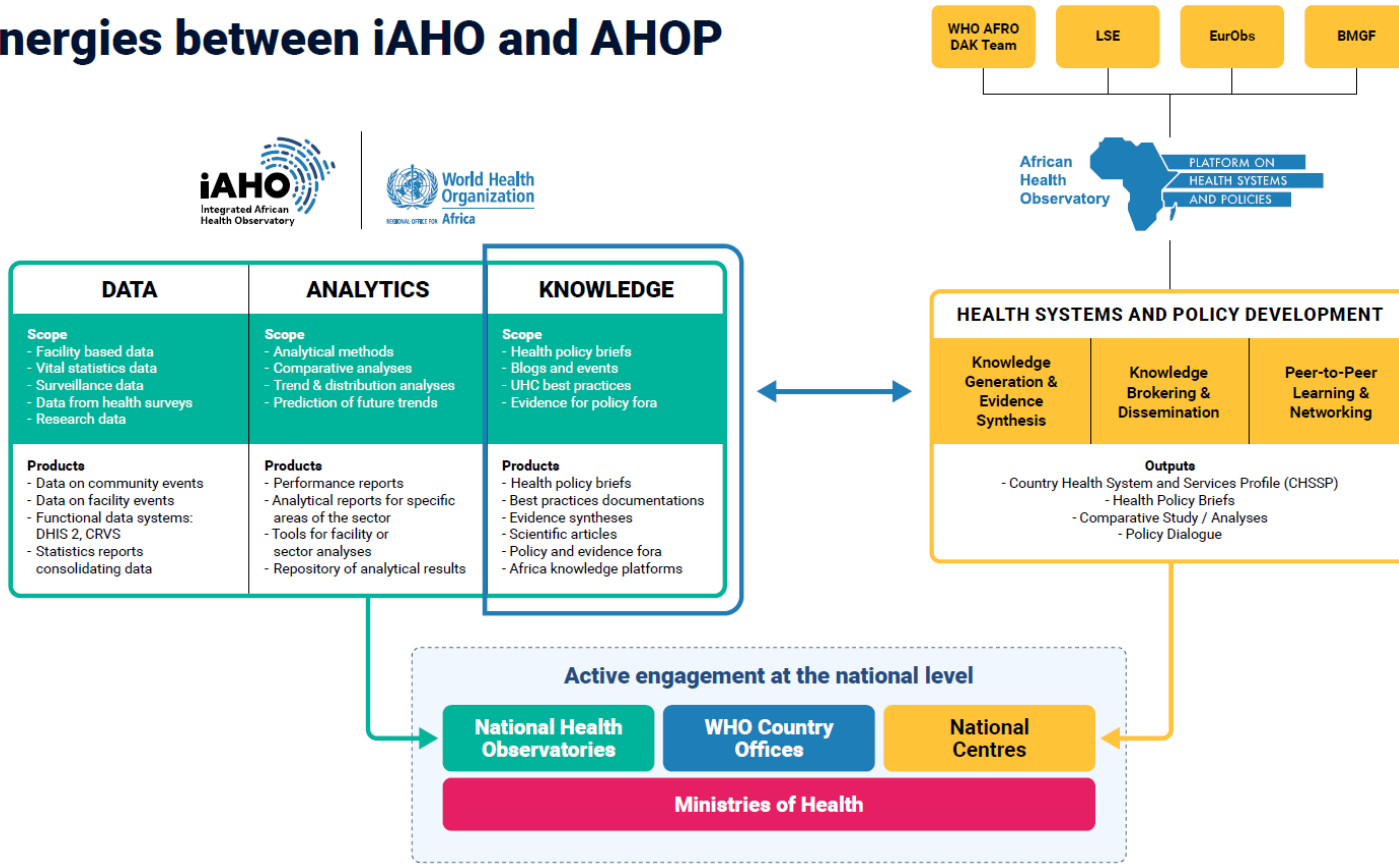 nergies between iAHO and AHOP
WHO AFRO
DAK Team
LSE
EurObs
BMGF
iAHO
Integrated African
Health Observatory
World Health
Organization
REGIONAL OFFICE FOR Africa
African
Health
Observatory
PLATFORM ON
HEALTH SYSTEMS
AND POLICIES
DATA
Scope
- Facility based data
- Vital statistics data
- Surveillance data
- Data from health surveys
- Research data
Products
- Data on community events
- Data on facility events
- Functional data systems:
DHIS 2, CRVS
- Statistics reports
consolidating data
ANALYTICS
Scope
- Analytical methods
- Comparative analyses
- Trend & distribution analyses
- Prediction of future trends
Products
- Performance reports
- Analytical reports for specific
areas of the sector
- Tools for facility or
sector analyses
- Repository of analytical results
KNOWLEDGE
Scope
- Health policy briefs
- Blogs and events
- UHC best practices
- Evidence for policy fora
Products
- Health policy briefs
- Best practices documentations
- Evidence syntheses
- Scientific articles
- Policy and evidence fora
- Africa knowledge platforms
HEALTH SYSTEMS AND POLICY DEVELOPMENT
Knowledge
Generation &
Evidence
Synthesis
Knowledge
Brokering &
Dissemination
Peer-to-Peer
Learning &
Networking
Outputs
- Country Health System and Services Profile (CHSSP)
- Health Policy Briefs
- Comparative Study / Analyses
- Policy Dialogue
Active engagement at the national level
National Health
Observatories
WHO Country
Offices
National
Centres
Ministries of Health